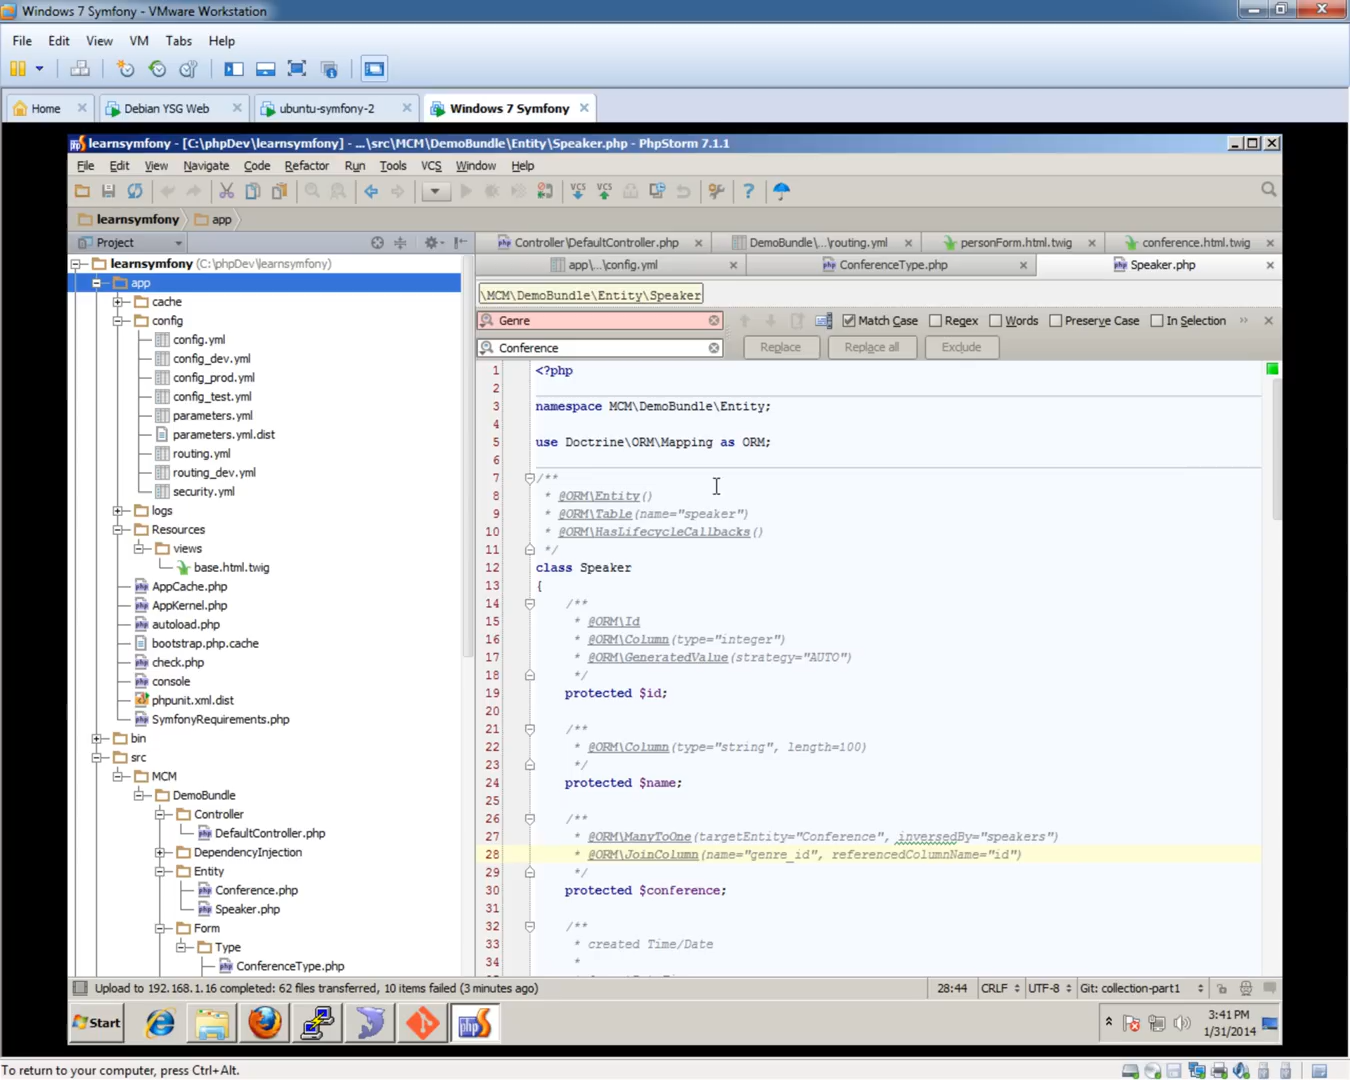 Windows 7 Symfony - VMware Workstation
File Edit View VM Tabs Help
Home Debian YSG Web ubuntu-symfony-2 Windows 7 Symfony
learnsymfony - [C:\phpDev\learnsymfony] - ...\src\MCM\DemoBundle\Entity\Speaker.php - PhpStorm 7.1.1
File Edit View Navigate Code Refactor Run Tools VCS Window Help
VCS VCS
learnsymfony app
Project
Controller\DefaultController.php DemoBundle\...\routing.yml personForm.html.twig conference.html.twig
app\...\config.yml ConferenceType.php Speaker.php
learnsymfony (C:\phpDev\learnsymfony)
app
cache
config
config.yml
config_dev.yml
config_prod.yml
config_test.yml
parameters.yml
parameters.yml.dist
routing.yml
routing_dev.yml
security.yml
logs
Resources
views
base.html.twig
AppCache.php
AppKernel.php
autoload.php
bootstrap.php.cache
check.php
console
phpunit.xml.dist
SymfonyRequirements.php
bin
src
MCM
DemoBundle
Controller
DefaultController.php
DependencyInjection
Entity
Conference.php
Speaker.php
Form
Type
ConferenceType.php
\MCM\DemoBundle\Entity\Speaker
Genre Match Case Regex Words Preserve Case In Selection
Conference Replace Replace all Exclude
1 <?php
2
3 namespace MCM\DemoBundle\Entity;
4
5 use Doctrine\ORM\Mapping as ORM;
6
7 /**
8 * @ORM\Entity()
9 * @ORM\Table(name="speaker")
10 * @ORM\HasLifecycleCallbacks()
11 */
12 class Speaker
13 {
14 /**
15 * @ORM\Id
16 * @ORM\Column(type="integer")
17 * @ORM\GeneratedValue(strategy="AUTO")
18 */
19 protected $id;
20
21 /**
22 * @ORM\Column(type="string", length=100)
23 */
24 protected $name;
25
26 /**
27 * @ORM\ManyToOne(targetEntity="Conference", inversedBy="speakers")
28 * @ORM\JoinColumn(name="genre_id", referencedColumnName="id")
29 */
30 protected $conference;
31
32 /**
33 * created Time/Date
34 *
Upload to 192.168.1.16 completed: 62 files transferred, 10 items failed (3 minutes ago) 28:44 CRLF UTF-8 Git: collection-part1
Start 3:41 PM
1/31/2014
To return to your computer, press Ctrl+Alt.